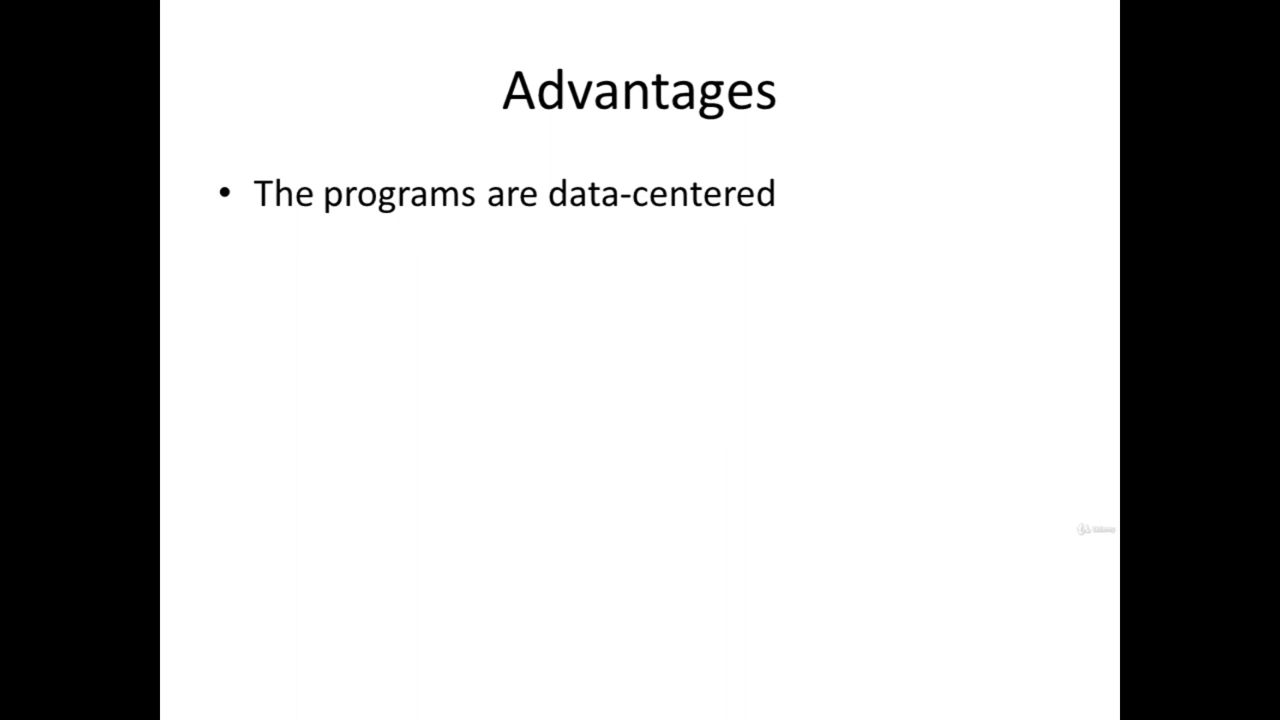 Advantages
• The programs are data-centered